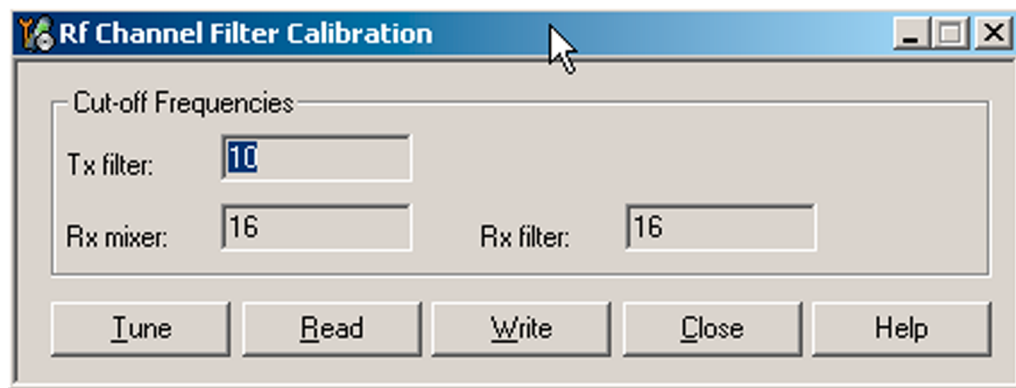 Rf Channel Filter Calibration
Cut-off Frequencies
Tx filter: 10
Rx mixer: 16 Rx filter: 16
Tune Read Write Close Help